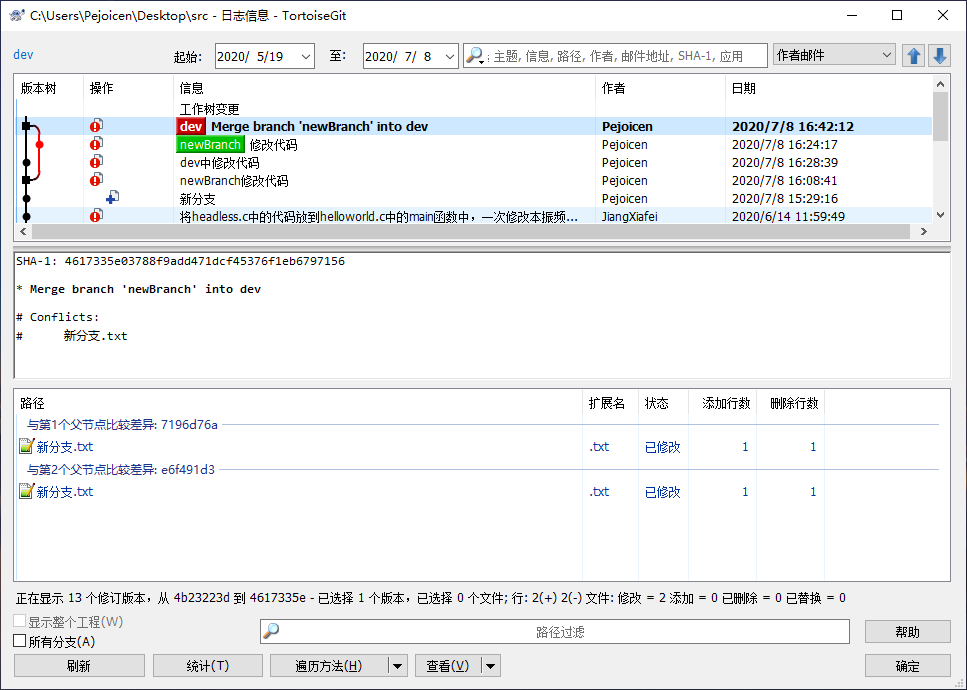 C:\Users\Pejoicen\Desktop\src - 日志信息 - TortoiseGit
dev 起始: 2020/ 5/19 至: 2020/ 7/ 8 : 主题, 信息, 路径, 作者, 邮件地址, SHA-1, 应用 作者邮件
版本树 操作 信息 作者 日期
工作树变更
dev Merge branch 'newBranch' into dev Pejoicen 2020/7/8 16:42:12
newBranch 修改代码 Pejoicen 2020/7/8 16:24:17
dev中修改代码 Pejoicen 2020/7/8 16:28:39
newBranch修改代码 Pejoicen 2020/7/8 16:08:41
新分支 Pejoicen 2020/7/8 15:29:16
将headless.c中的代码放到helloworld.c中的main函数中，一次修改本振频... JiangXiafei 2020/6/14 11:59:49
SHA-1: 4617335e03788f9add471dcf45376f1eb6797156
* Merge branch 'newBranch' into dev
# Conflicts:
# 新分支.txt
路径 扩展名 状态 添加行数 删除行数
与第1个父节点比较差异: 7196d76a
新分支.txt .txt 已修改 1 1
与第2个父节点比较差异: e6f491d3
新分支.txt .txt 已修改 1 1
正在显示 13 个修订版本，从 4b23223d 到 4617335e - 已选择 1 个版本，已选择 0 个文件; 行: 2(+) 2(-) 文件: 修改 = 2 添加 = 0 已删除 = 0 已替换 = 0
显示整个工程(W)
所有分支(A) 路径过滤 帮助
刷新 统计(T) 遍历方法(H) 查看(V) 确定